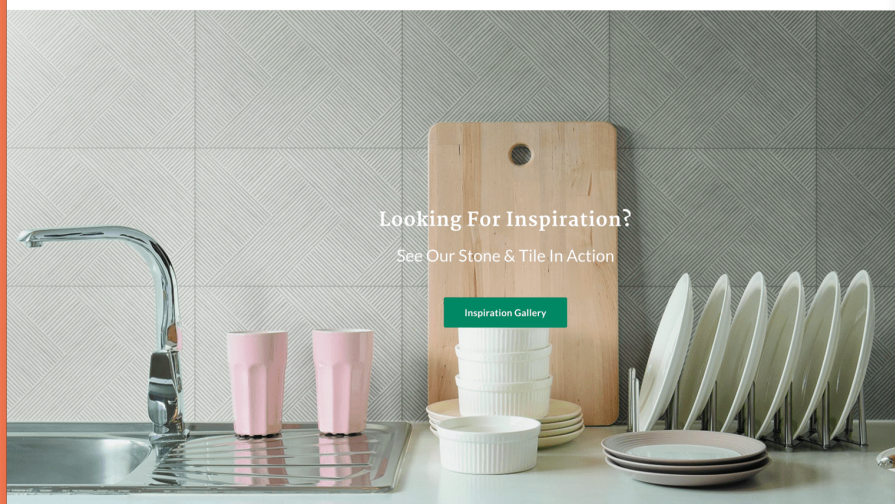 Looking For Inspiration?
See Our Stone & Tile In Action
Inspiration Gallery